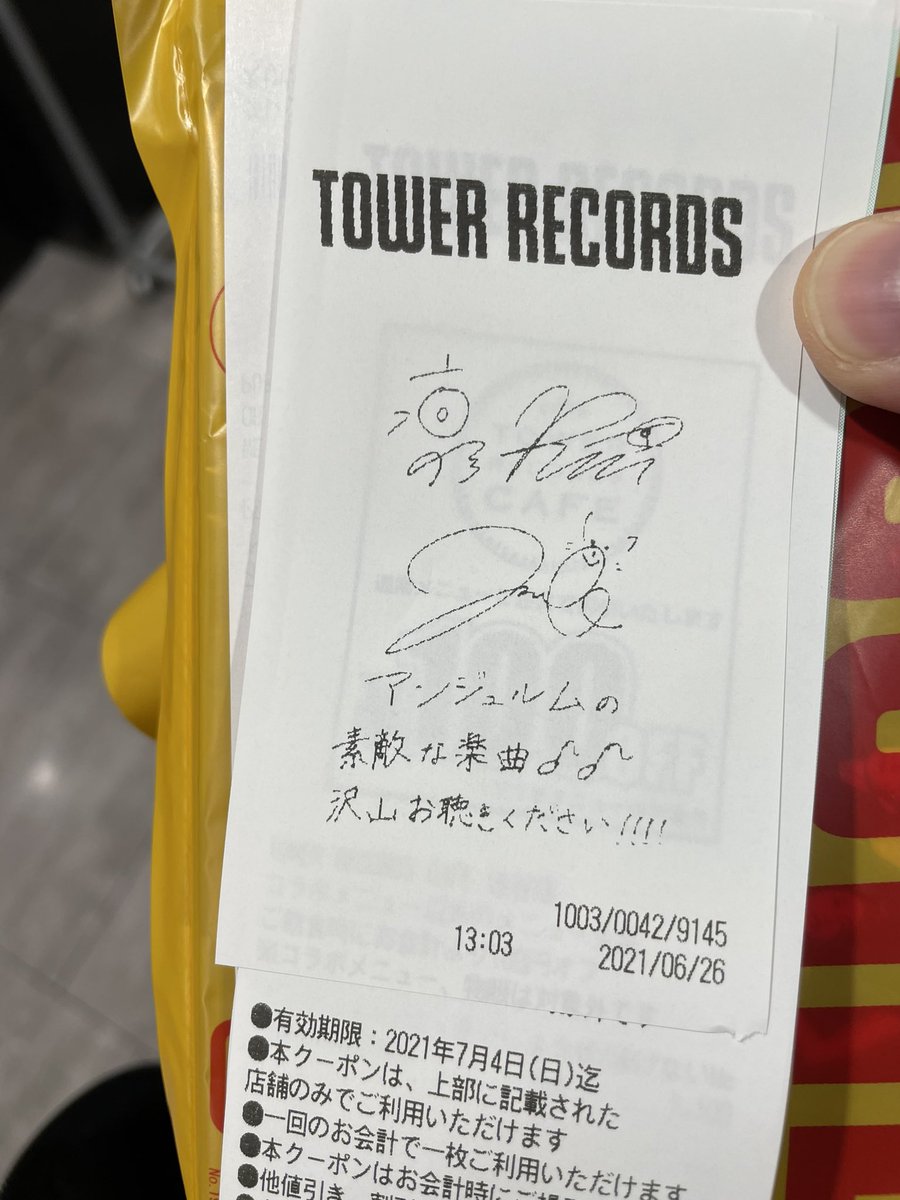 TOWER RECORDS
アンジュルムの
素敵な楽曲♪♪
沢山お聴きください!!!!
1003/0042/9145
13:03 2021/06/26
●有効期限:2021年7月4日(日)迄
●本クーポンは、上部に記載された
店舗のみでご利用いただけます
●一回のお会計で一枚ご利用いただけます
●本クーポンはお会計時にご
●他値引き、